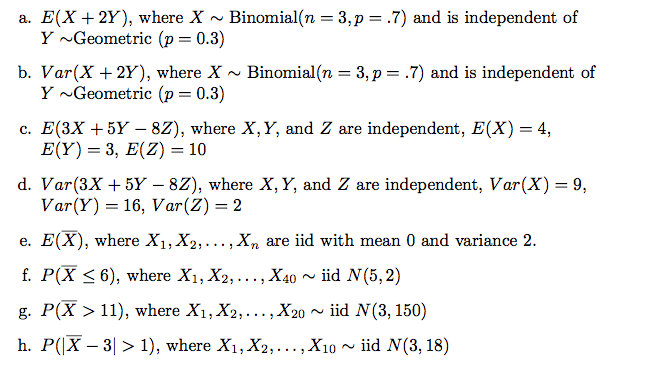 a. E(X + 2Y), where X ~ Binomial(n = 3, p = .7) and is independent of
Y ~Geometric (p = 0.3)
b. Var(X + 2Y), where X ~ Binomial(n = 3, p = .7) and is independent of
Y ~Geometric (p = 0.3)
c. E(3X + 5Y − 8Z), where X, Y, and Z are independent, E(X) = 4,
E(Y) = 3, E(Z) = 10
d. Var(3X + 5Y − 8Z), where X, Y, and Z are independent, Var(X) = 9,
Var(Y) = 16, Var(Z) = 2
e. E(X̅), where X₁, X₂, . . . , Xₙ are iid with mean 0 and variance 2.
f. P(X̅ ≤ 6), where X₁, X₂, . . . , X₄₀ ~ iid N(5, 2)
g. P(X̅ > 11), where X₁, X₂, . . . , X₂₀ ~ iid N(3, 150)
h. P(|X̅ − 3| > 1), where X₁, X₂, . . . , X₁₀ ~ iid N(3, 18)